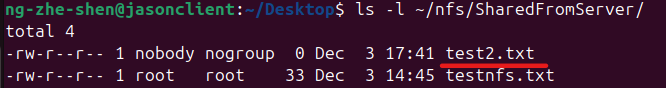 ng-zhe-shen@jasonclient:~/Desktop$ ls -l ~/nfs/SharedFromServer/
total 4
-rw-r--r-- 1 nobody nogroup  0 Dec  3 17:41 test2.txt
-rw-r--r-- 1 root   root    33 Dec  3 14:45 testnfs.txt